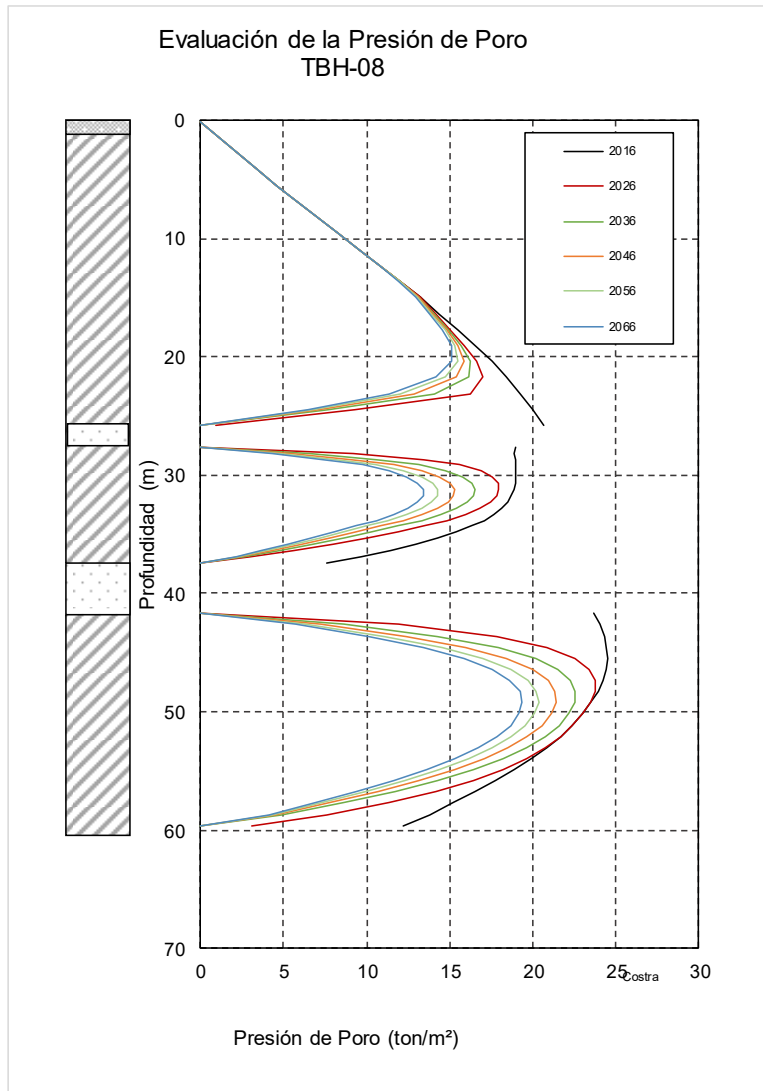 Evaluación de la Presión de Poro
TBH-08
0
10
20
30
40
50
60
70
Profundidad (m)
2016
2026
2036
2046
2056
2066
0 5 10 15 20 25 30
Costra
Presión de Poro (ton/m²)